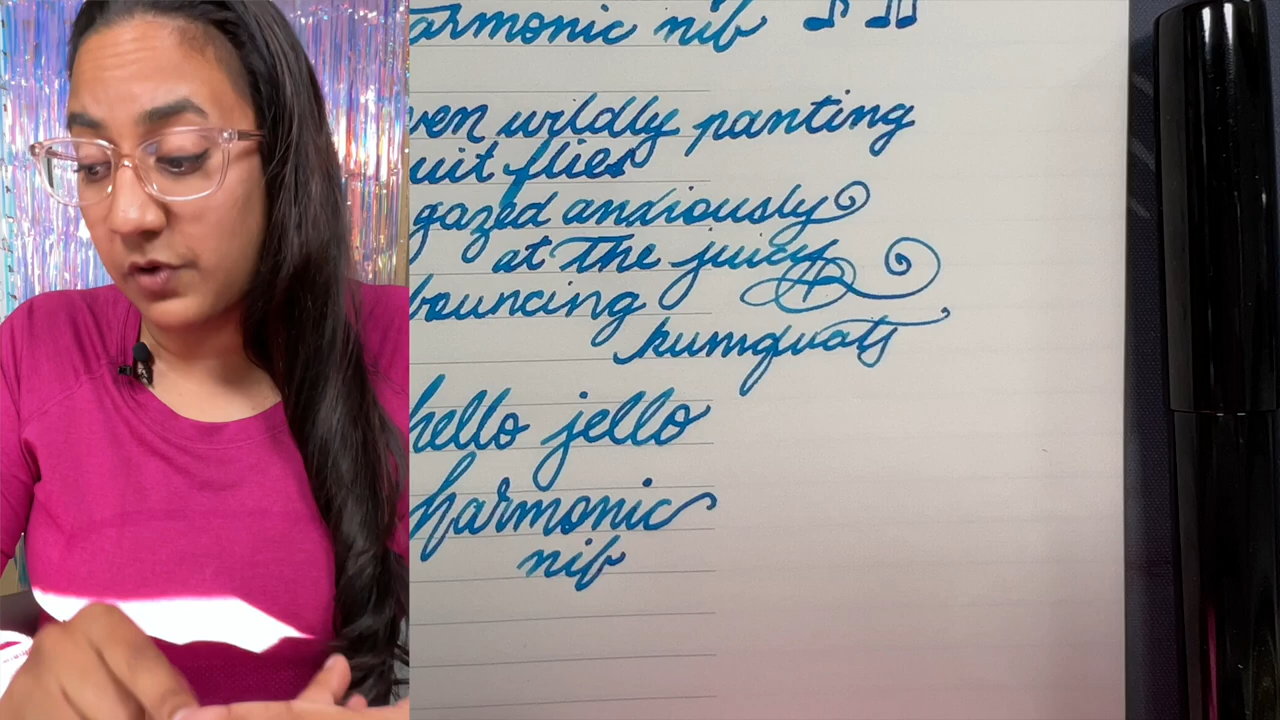 armonic nib
ven wildly panting
uit flies
gazed anxiously
at the juicy
bouncing
kumquats
hello jello
harmonic
nib